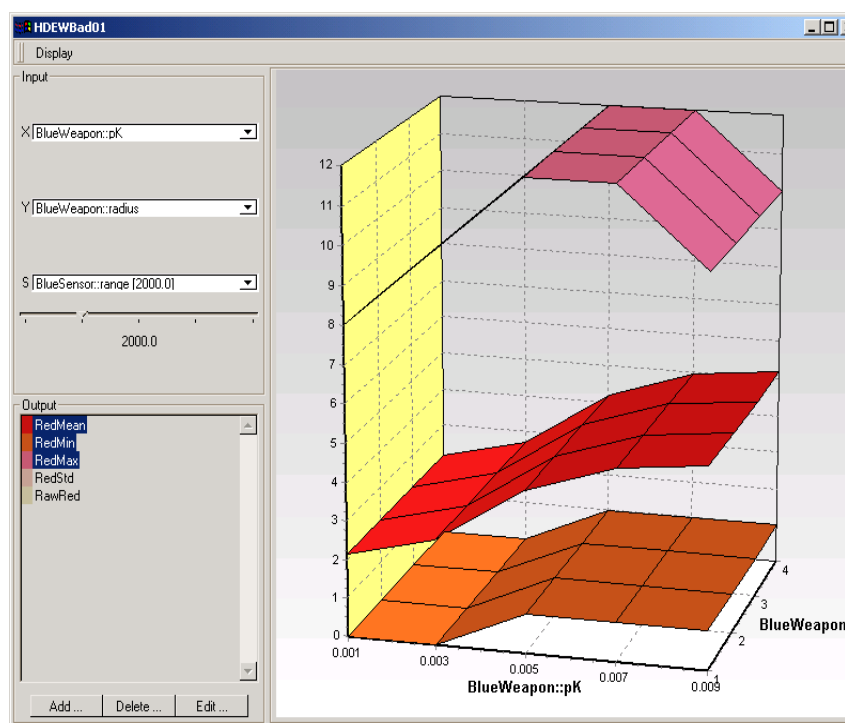 HDEWBad01
Display
Input
X BlueWeapon::pK
Y BlueWeapon::radius
S BlueSensor::range [2000.0]
2000.0
Output
RedMean
RedMin
RedMax
RedStd
RawRed
Add ...
Delete ...
Edit ...
12
11
10
9
8
7
6
5
4
3
2
1
0
0.001
0.003
0.005
0.007
0.009
BlueWeapon::pK
1
2
3
4
BlueWeapon